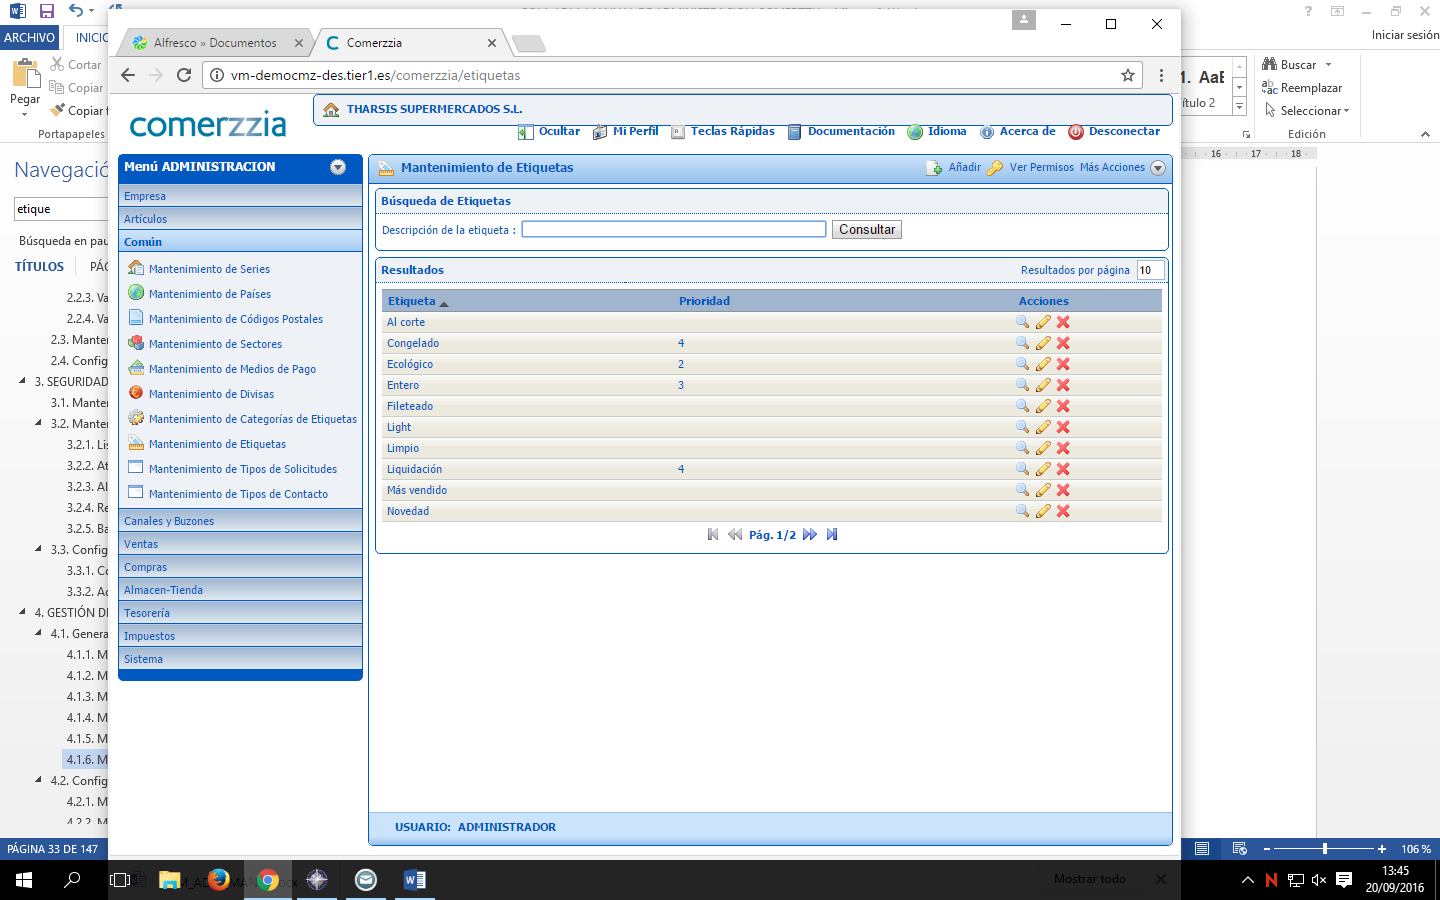 ARCHIVO
INICIO
Iniciar sesión
Cortar
Copiar
Copiar f
Pegar
Portapapeles
Navegació
etique
Búsqueda en pau
TÍTULOS
PÁG
2.2.3. Va
2.2.4. Va
2.3. Manten
2.4. Config
3. SEGURIDAD
3.1. Manten
3.2. Manten
3.2.1. Lis
3.2.2. At
3.2.3. Al
3.2.4. Re
3.2.5. Ba
3.3. Config
3.3.1. Co
3.3.2. Ac
4. GESTIÓN DE
4.1. Genera
4.1.1. M
4.1.2. M
4.1.3. M
4.1.4. M
4.1.5. M
4.1.6. M
4.2. Config
4.2.1. M
4.2.2. M
PÁGINA 33 DE 147
Alfresco » Documentos
Comerzzia
vm-democmz-des.tier1.es/comerzzia/etiquetas
comerzzia
THARSIS SUPERMERCADOS S.L.
Ocultar Mi Perfil Teclas Rápidas Documentación Idioma Acerca de Desconectar
Menú ADMINISTRACION
Empresa
Artículos
Común
Mantenimiento de Series
Mantenimiento de Países
Mantenimiento de Códigos Postales
Mantenimiento de Sectores
Mantenimiento de Medios de Pago
Mantenimiento de Divisas
Mantenimiento de Categorías de Etiquetas
Mantenimiento de Etiquetas
Mantenimiento de Tipos de Solicitudes
Mantenimiento de Tipos de Contacto
Canales y Buzones
Ventas
Compras
Almacen-Tienda
Tesorería
Impuestos
Sistema
Mantenimiento de Etiquetas
Añadir Ver Permisos Más Acciones
Búsqueda de Etiquetas
Descripción de la etiqueta : Consultar
Resultados
Resultados por página 10
Etiqueta Prioridad Acciones
Al corte
Congelado 4
Ecológico 2
Entero 3
Fileteado
Light
Limpio
Liquidación 4
Más vendido
Novedad
Pág. 1/2
USUARIO: ADMINISTRADOR
1. AaB
ítulo 2
Buscar
Reemplazar
Seleccionar
Edición
16 17 18
106 %
Mostrar todo
13:45
20/09/2016